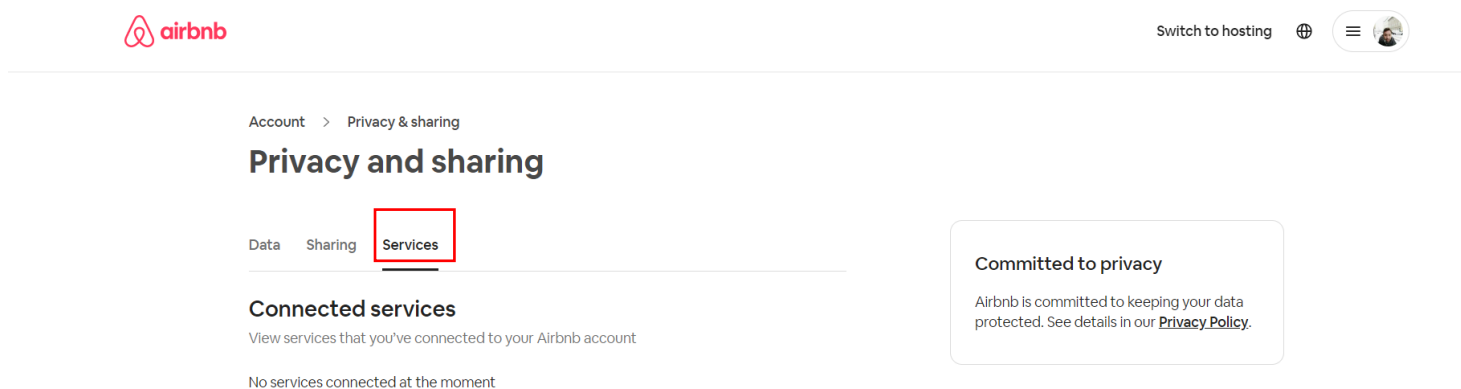 airbnb
Switch to hosting
Account > Privacy & sharing
Privacy and sharing
Data Sharing Services
Connected services
View services that you’ve connected to your Airbnb account
No services connected at the moment
Committed to privacy
Airbnb is committed to keeping your data
protected. See details in our Privacy Policy.